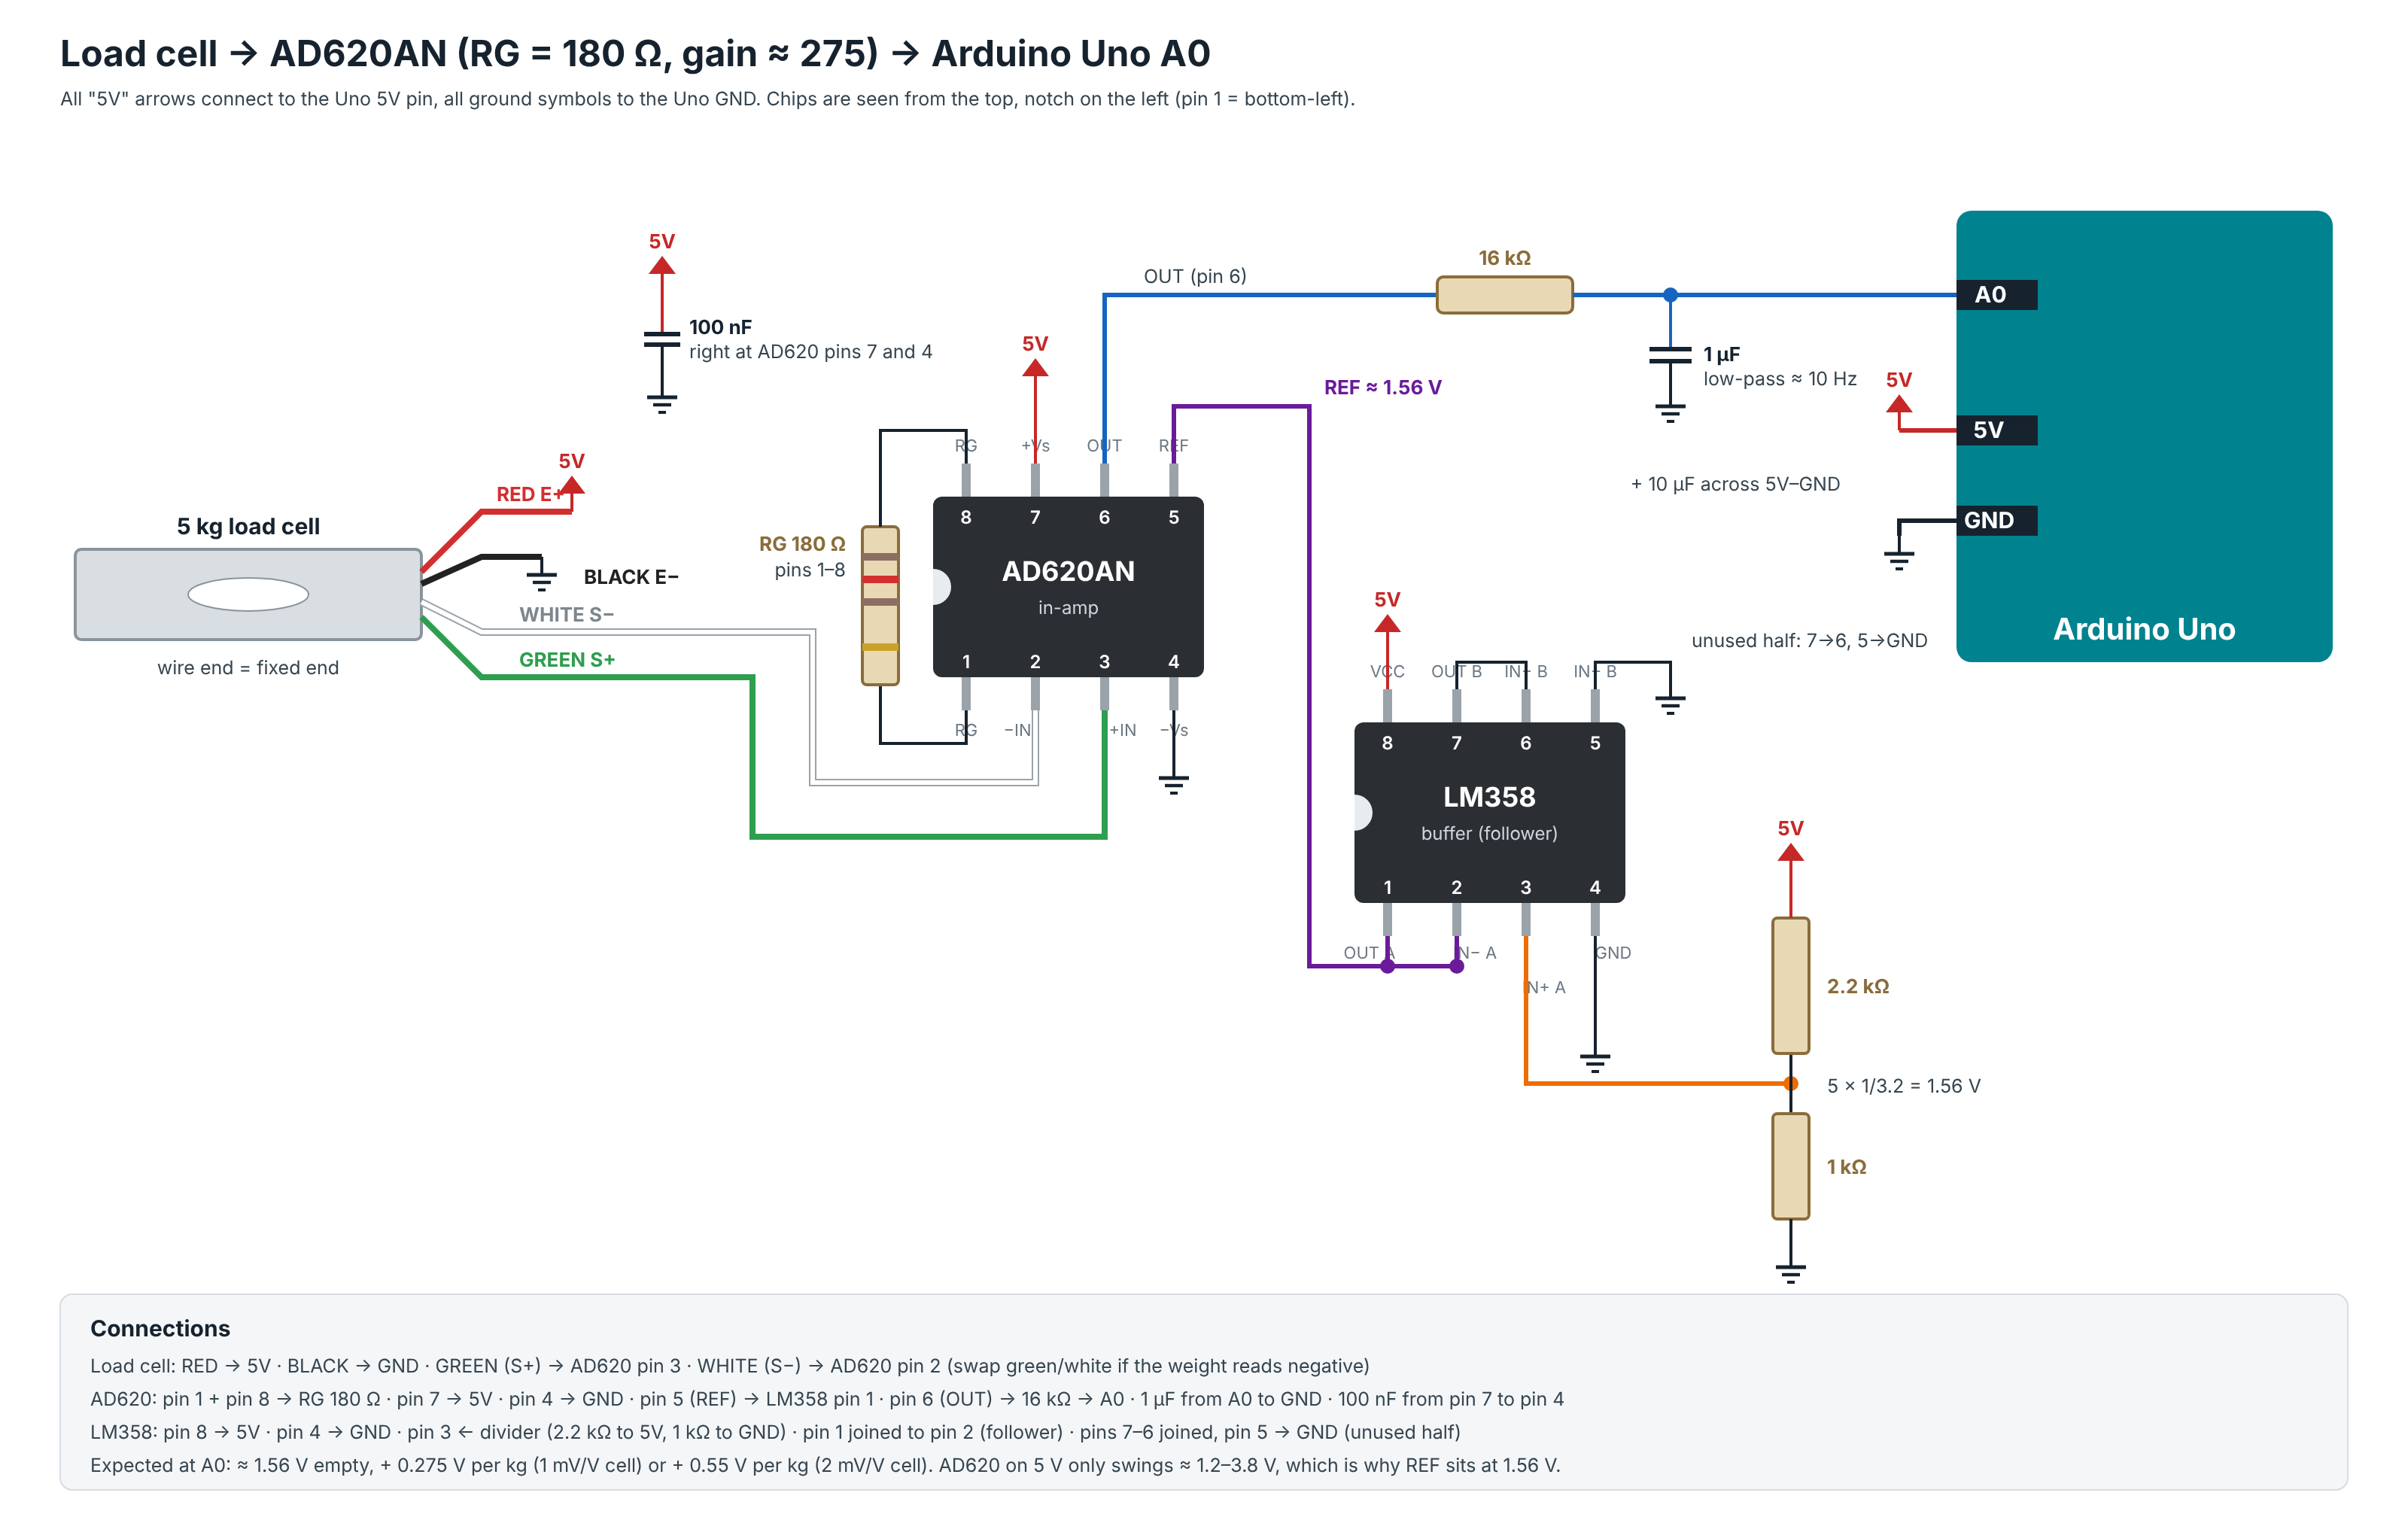 Load cell → AD620AN (RG = 180 Ω, gain ≈ 275) → Arduino Uno A0
All "5V" arrows connect to the Uno 5V pin, all ground symbols to the Uno GND. Chips are seen from the top, notch on the left (pin 1 = bottom-left).
5V
100 nF
right at AD620 pins 7 and 4
5V
OUT (pin 6)
16 kΩ
A0
1 µF
low-pass ≈ 10 Hz
5V
5V
REF ≈ 1.56 V
+ 10 µF across 5V–GND
GND
Arduino Uno
5V
RED E+
5 kg load cell
BLACK E−
WHITE S−
GREEN S+
wire end = fixed end
RG 180 Ω
pins 1–8
RG +Vs OUT REF
8 7 6 5
AD620AN
in-amp
1 2 3 4
RG −IN +IN −Vs
5V
unused half: 7→6, 5→GND
VCC OUT B IN− B IN+ B
8 7 6 5
LM358
buffer (follower)
1 2 3 4
OUT A IN− A GND
IN+ A
5V
2.2 kΩ
5 × 1/3.2 = 1.56 V
1 kΩ
Connections
Load cell: RED → 5V · BLACK → GND · GREEN (S+) → AD620 pin 3 · WHITE (S−) → AD620 pin 2 (swap green/white if the weight reads negative)
AD620: pin 1 + pin 8 → RG 180 Ω · pin 7 → 5V · pin 4 → GND · pin 5 (REF) → LM358 pin 1 · pin 6 (OUT) → 16 kΩ → A0 · 1 µF from A0 to GND · 100 nF from pin 7 to pin 4
LM358: pin 8 → 5V · pin 4 → GND · pin 3 ← divider (2.2 kΩ to 5V, 1 kΩ to GND) · pin 1 joined to pin 2 (follower) · pins 7–6 joined, pin 5 → GND (unused half)
Expected at A0: ≈ 1.56 V empty, + 0.275 V per kg (1 mV/V cell) or + 0.55 V per kg (2 mV/V cell). AD620 on 5 V only swings ≈ 1.2–3.8 V, which is why REF sits at 1.56 V.